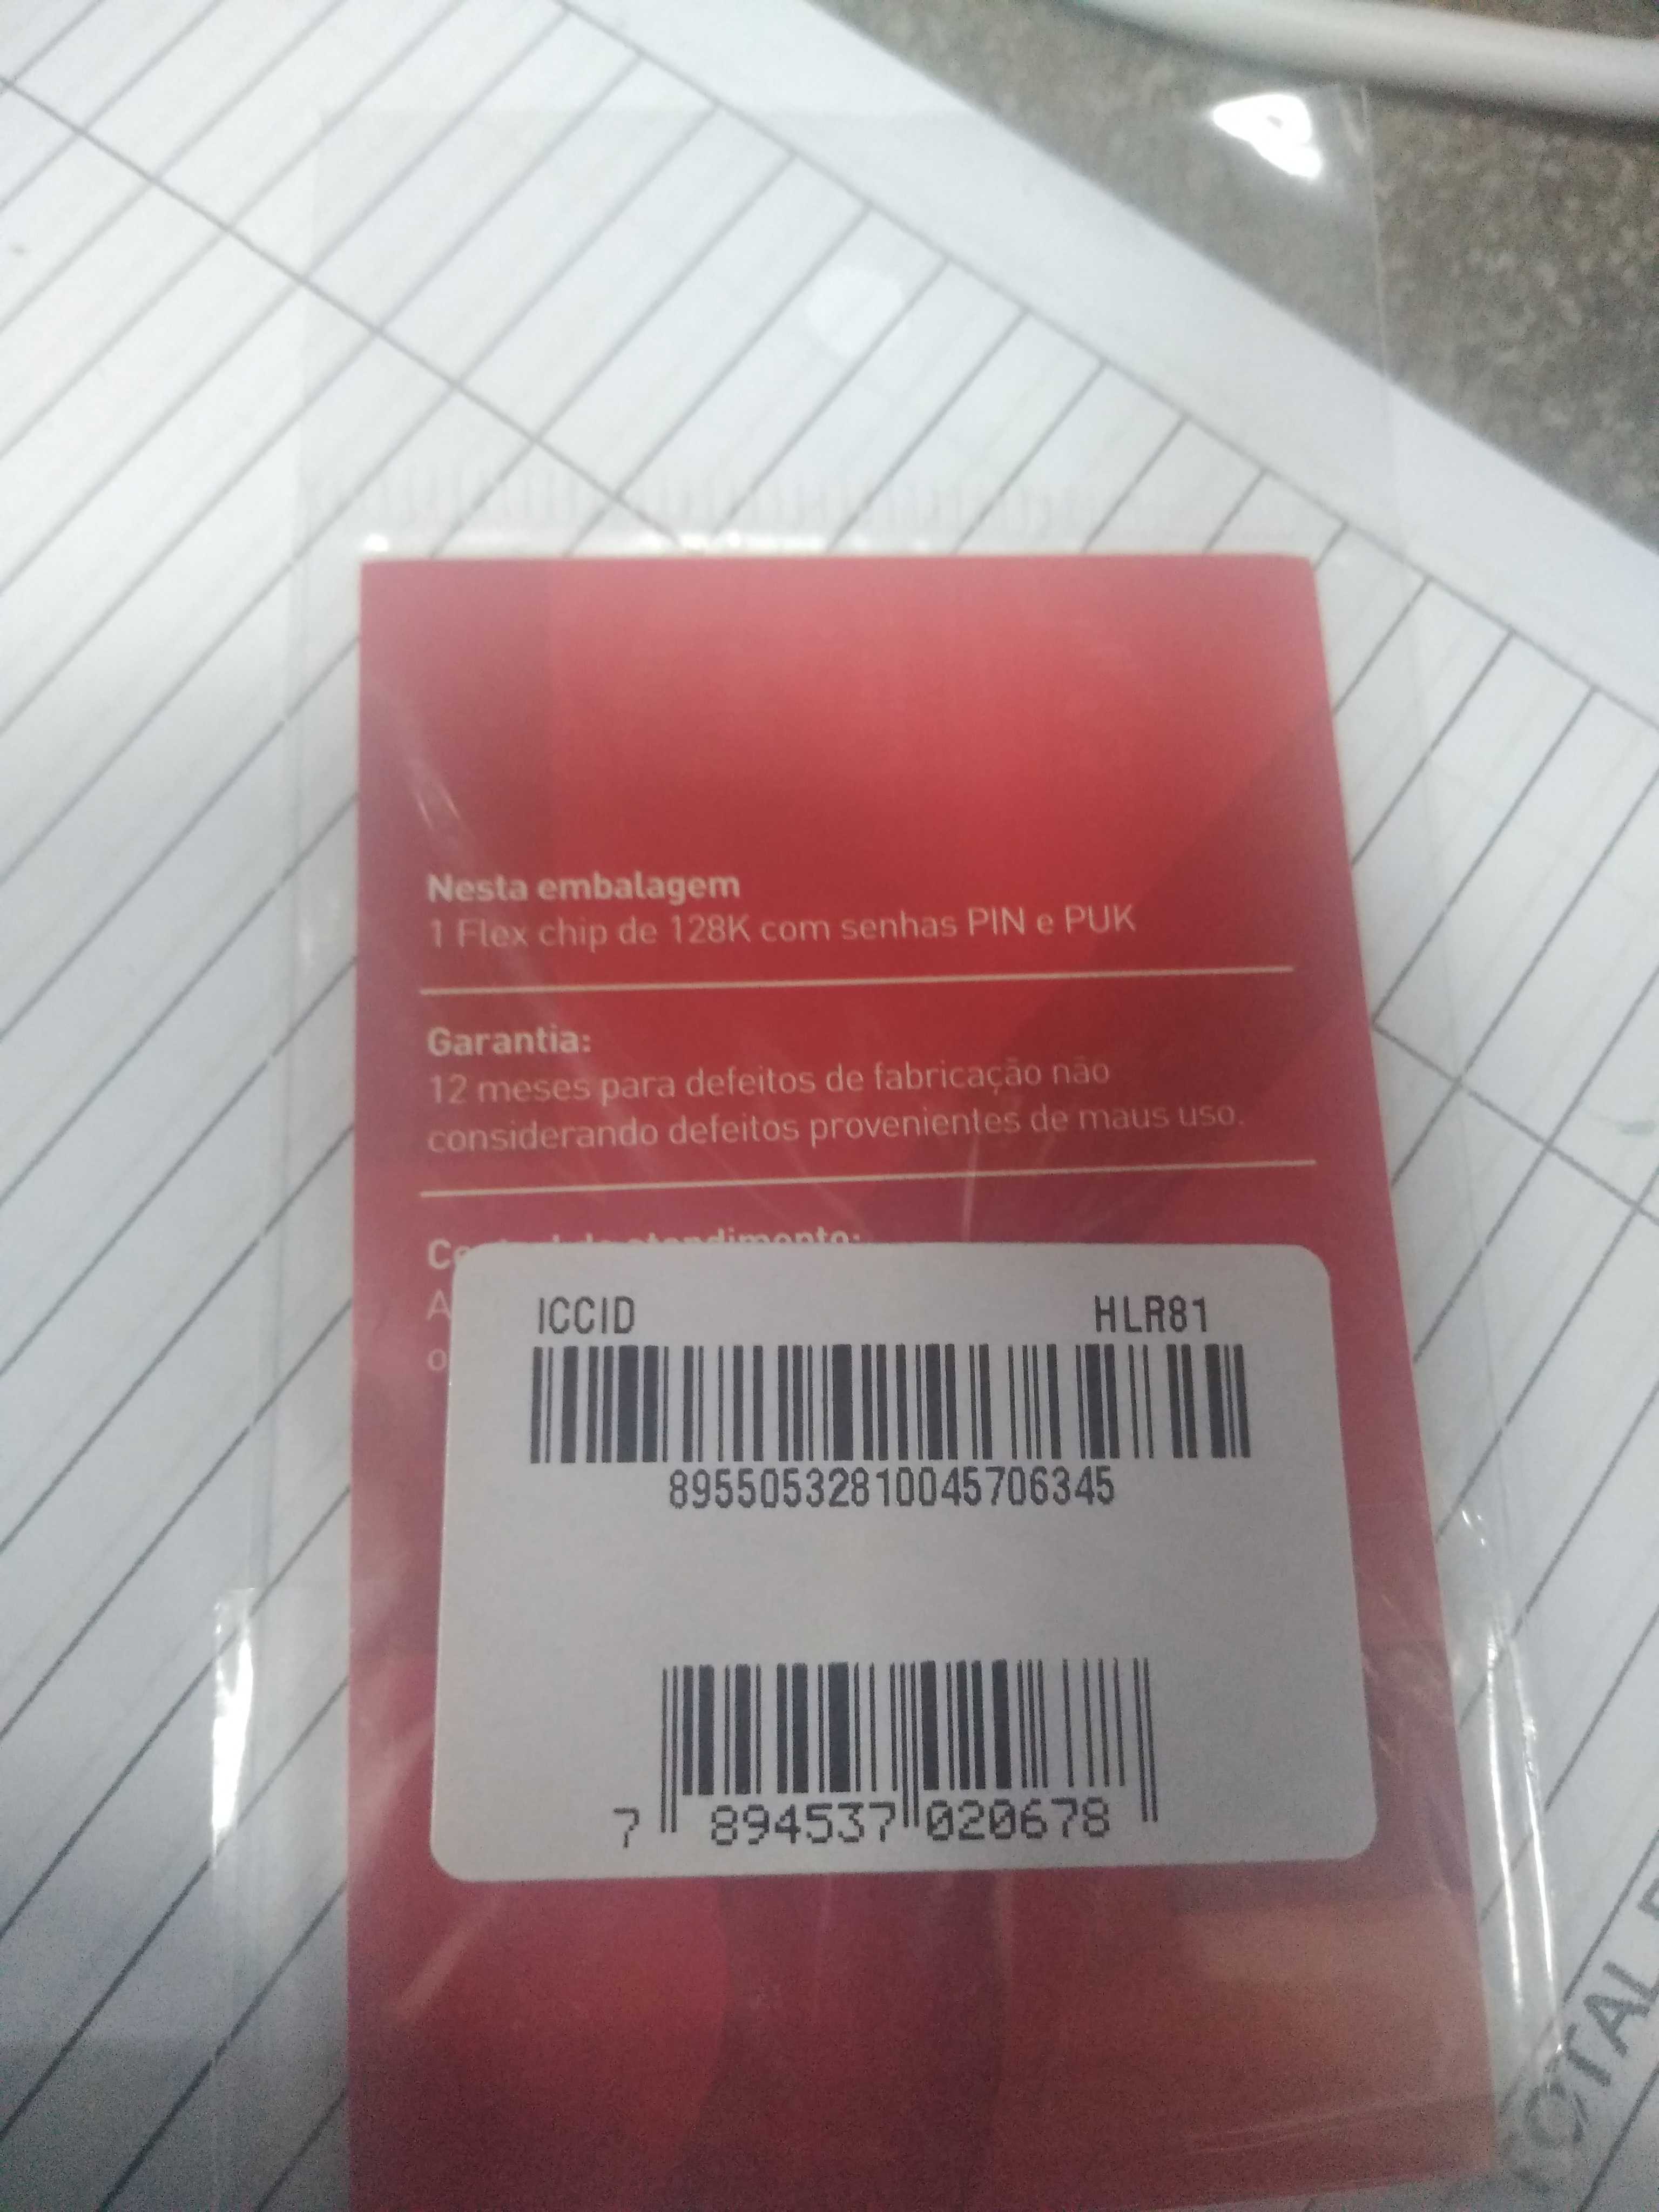 Nesta embalagem
1 Flex chip de 128K com senhas PIN e PUK
Garantia:
12 meses para defeitos de fabricação não
considerando defeitos provenientes de maus uso.
atendimento:
ICCID HLR81
89550532810045706345
7 894537 020678